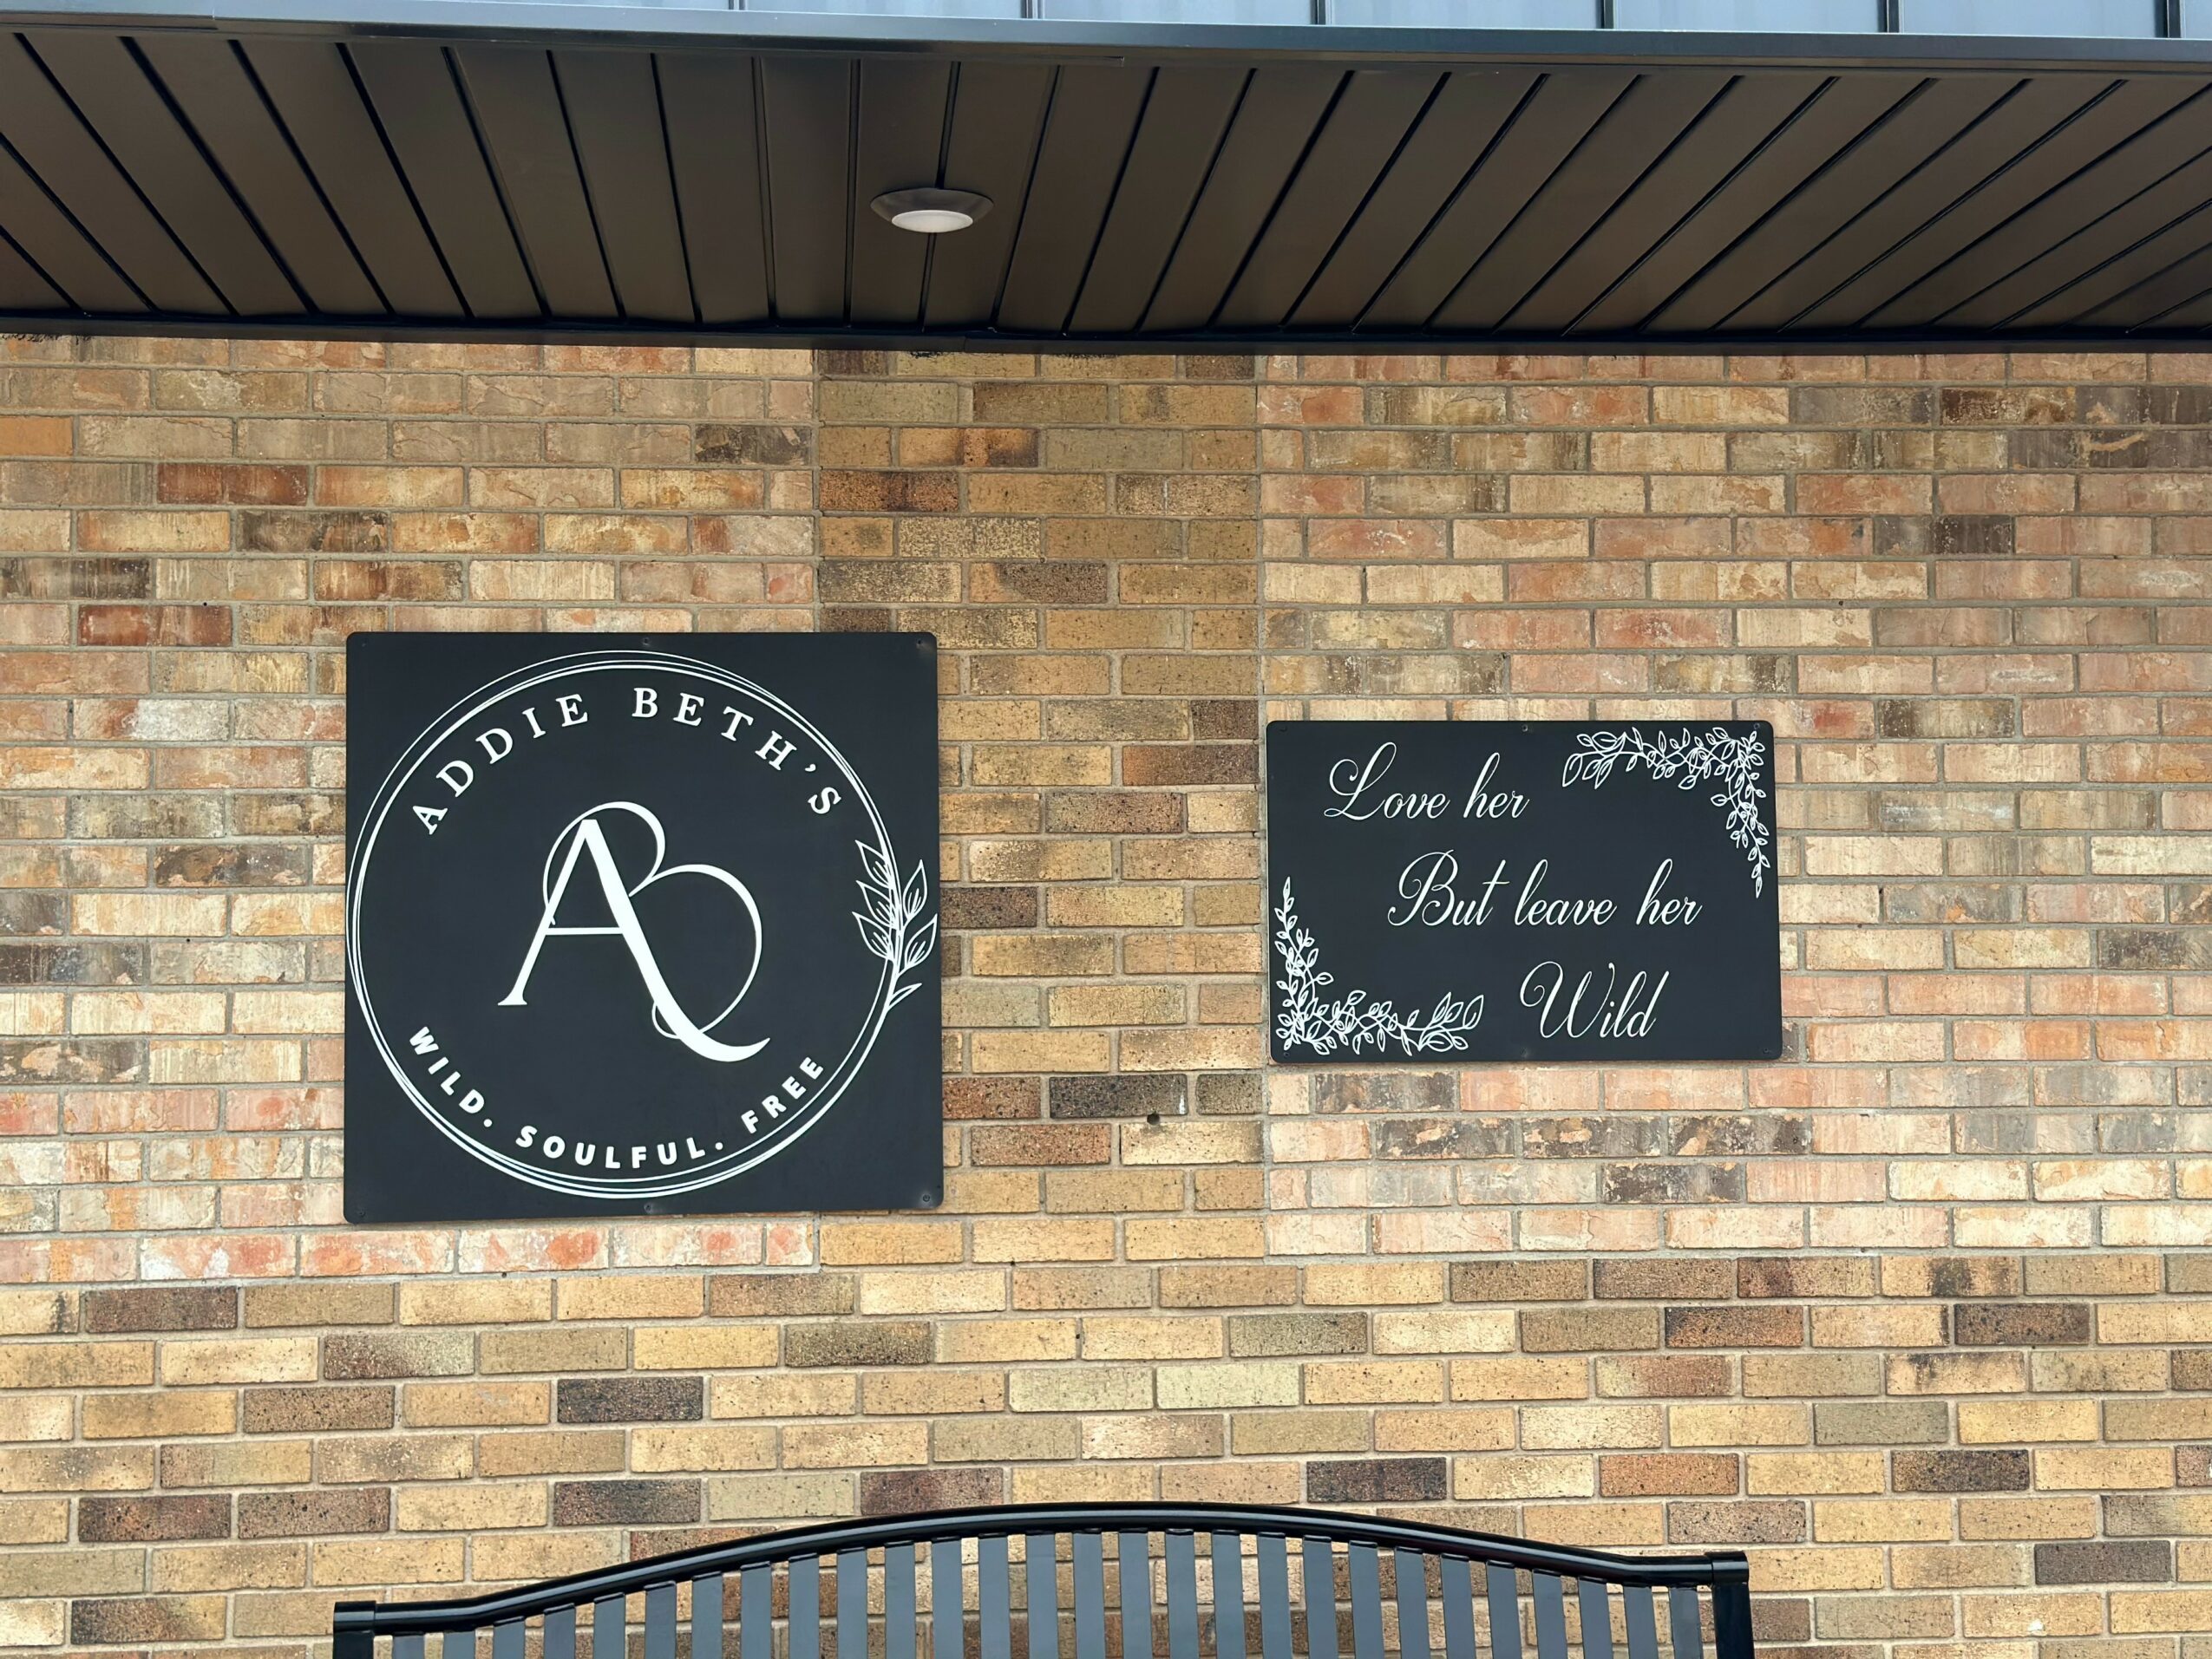 ADDIE BETH'S
AB
WILD. SOULFUL. FREE
Love her
But leave her
Wild